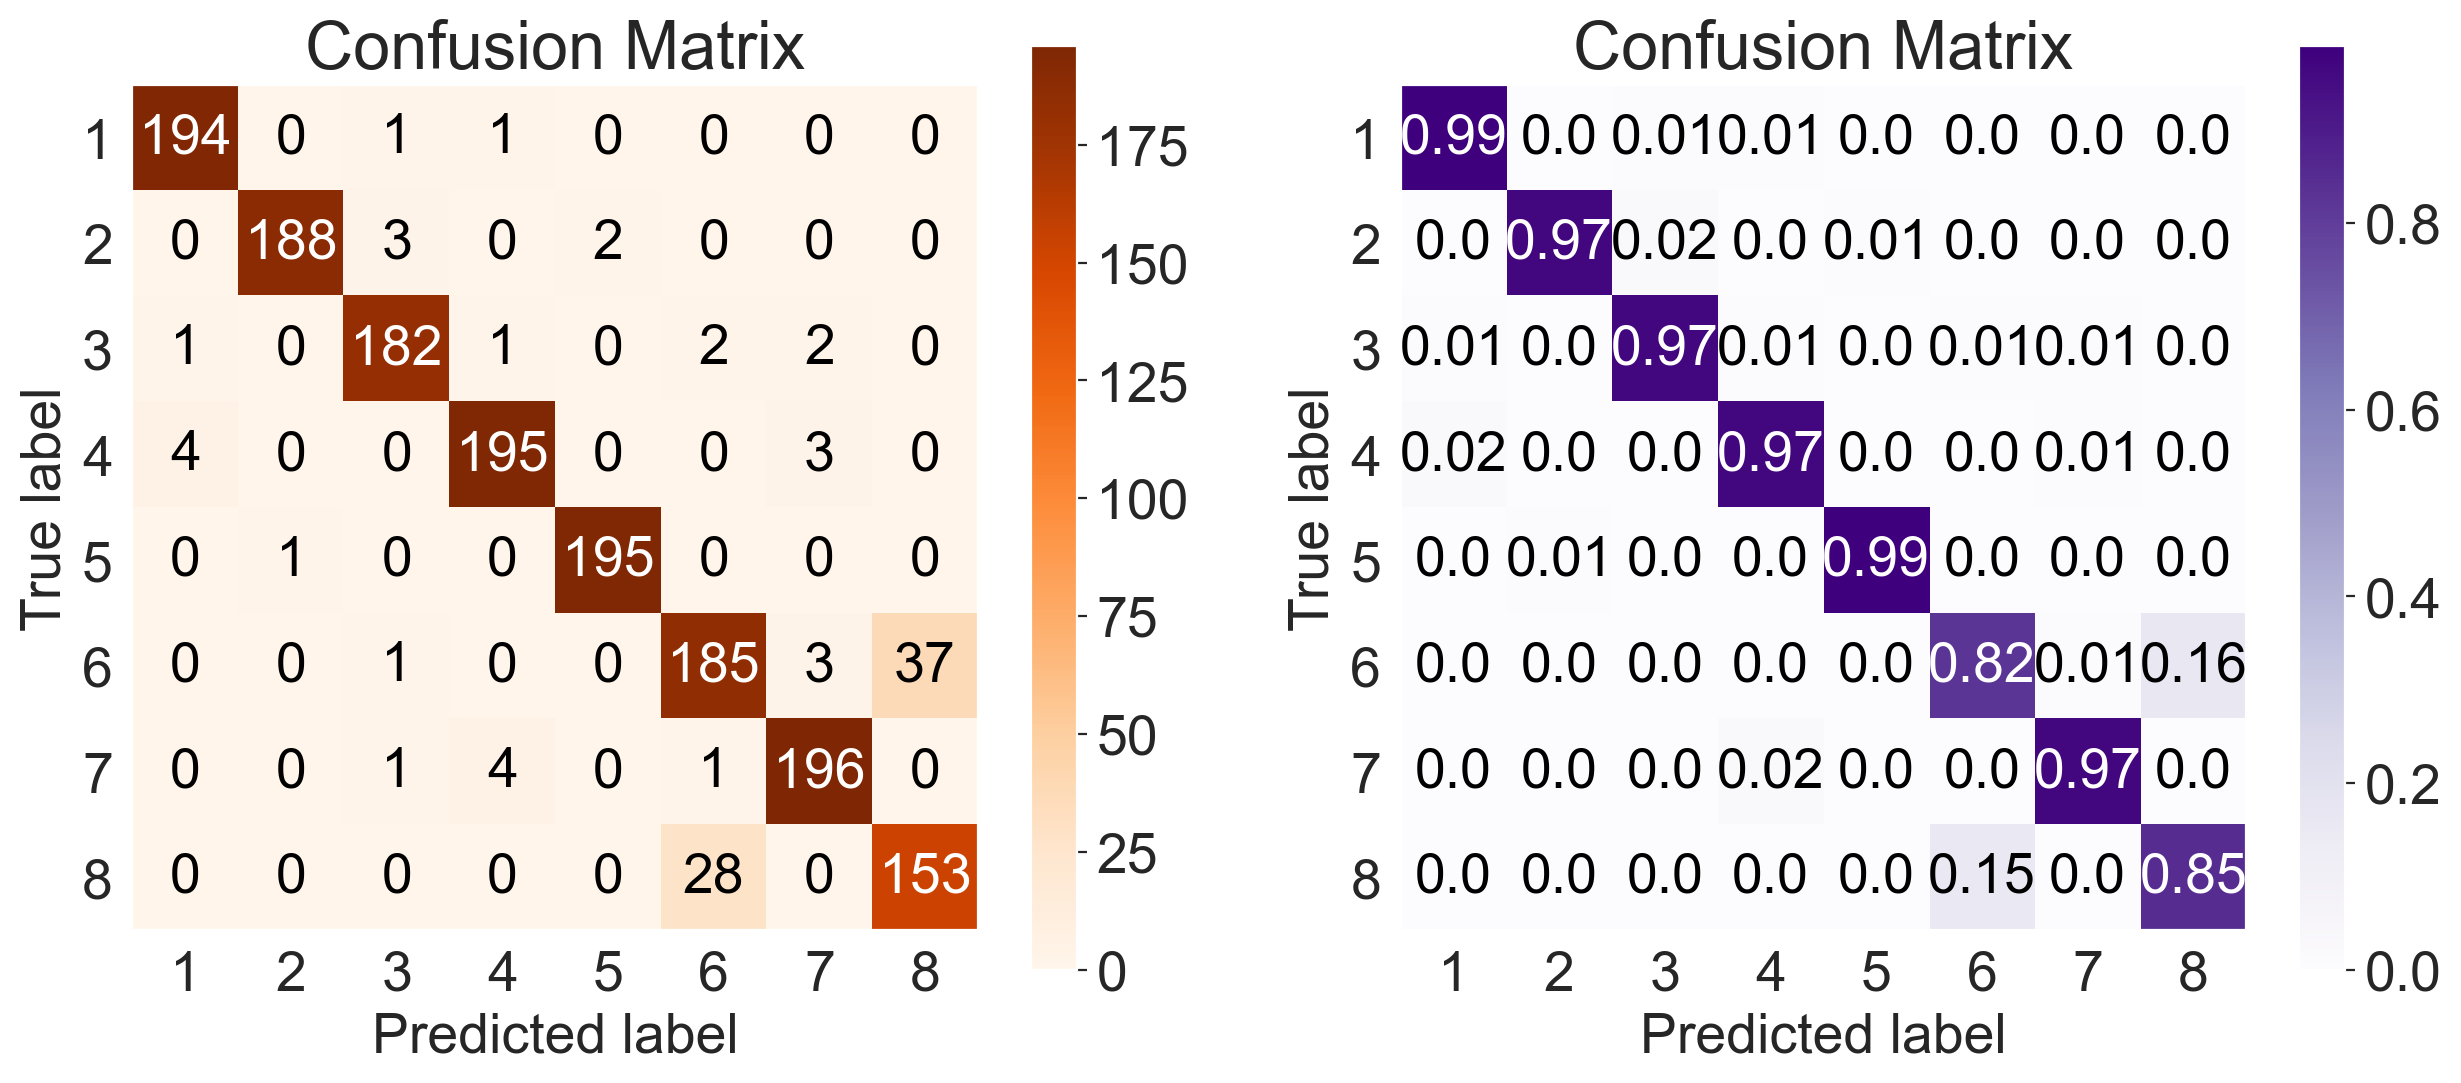 Confusion Matrix
1 194 0 1 1 0 0 0 0
2 0 188 3 0 2 0 0 0
3 1 0 182 1 0 2 2 0
4 4 0 0 195 0 0 3 0
5 0 1 0 0 195 0 0 0
6 0 0 1 0 0 185 3 37
7 0 0 1 4 0 1 196 0
8 0 0 0 0 0 28 0 153
1 2 3 4 5 6 7 8
True label
Predicted label
175
150
125
100
75
50
25
0
Confusion Matrix
1 0.99 0.0 0.01 0.01 0.0 0.0 0.0 0.0
2 0.0 0.97 0.02 0.0 0.01 0.0 0.0 0.0
3 0.01 0.0 0.97 0.01 0.0 0.01 0.01 0.0
4 0.02 0.0 0.0 0.97 0.0 0.0 0.01 0.0
5 0.0 0.01 0.0 0.0 0.99 0.0 0.0 0.0
6 0.0 0.0 0.0 0.0 0.0 0.82 0.01 0.16
7 0.0 0.0 0.0 0.02 0.0 0.0 0.97 0.0
8 0.0 0.0 0.0 0.0 0.0 0.15 0.0 0.85
1 2 3 4 5 6 7 8
True label
Predicted label
0.8
0.6
0.4
0.2
0.0